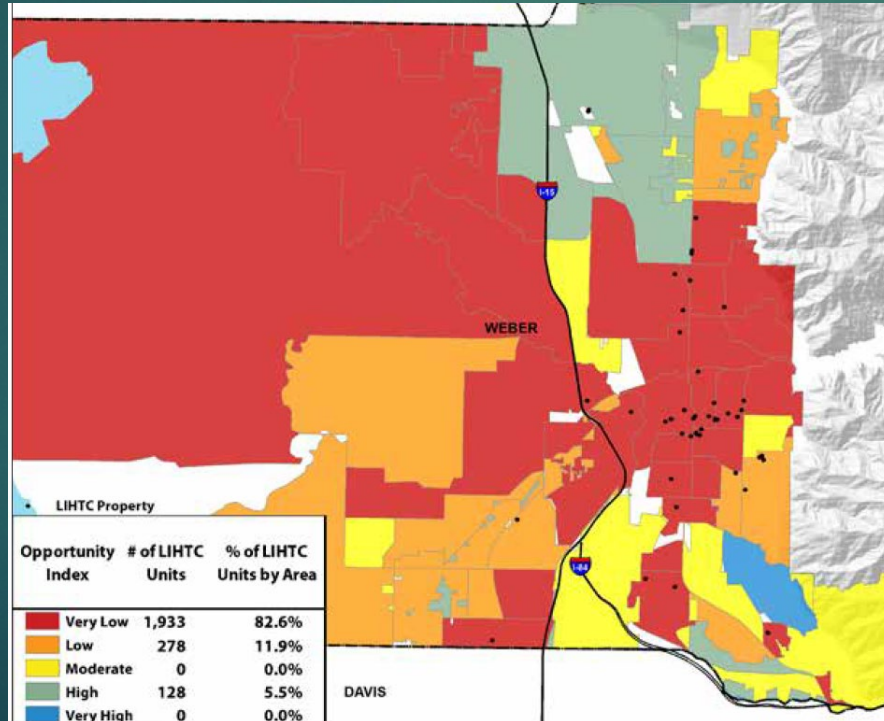 I-15
WEBER
LIHTC Property
Opportunity Index # of LIHTC Units % of LIHTC Units by Area
Very Low 1,933 82.6%
Low 278 11.9%
Moderate 0 0.0%
High 128 5.5%
Very High 0 0.0%
I-84
DAVIS